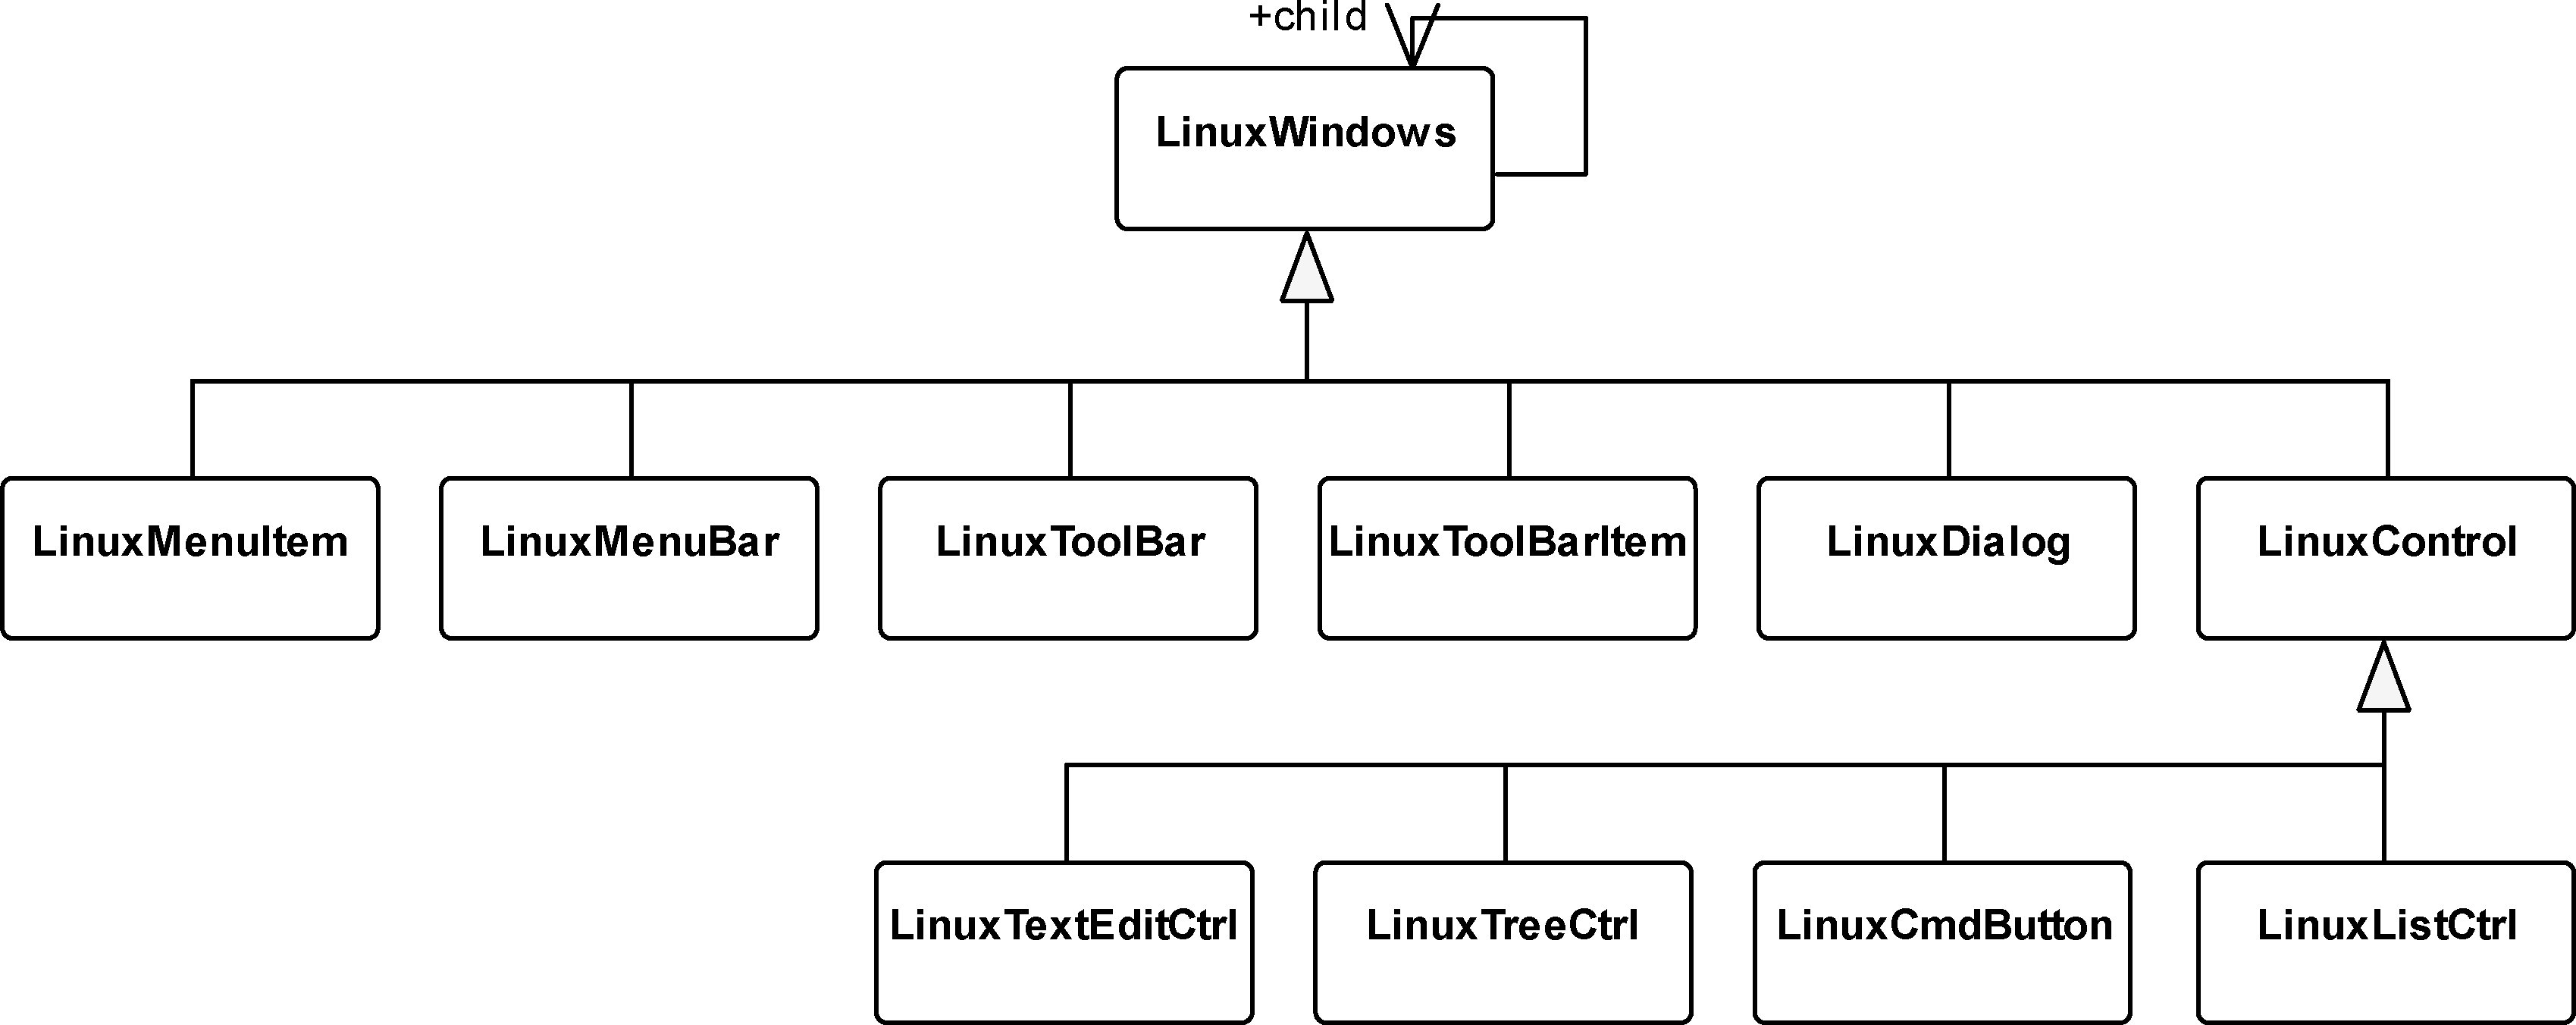 +child
LinuxWindows
LinuxMenuItem
LinuxMenuBar
LinuxToolBar
LinuxToolBarItem
LinuxDialog
LinuxControl
LinuxTextEditCtrl
LinuxTreeCtrl
LinuxCmdButton
LinuxListCtrl